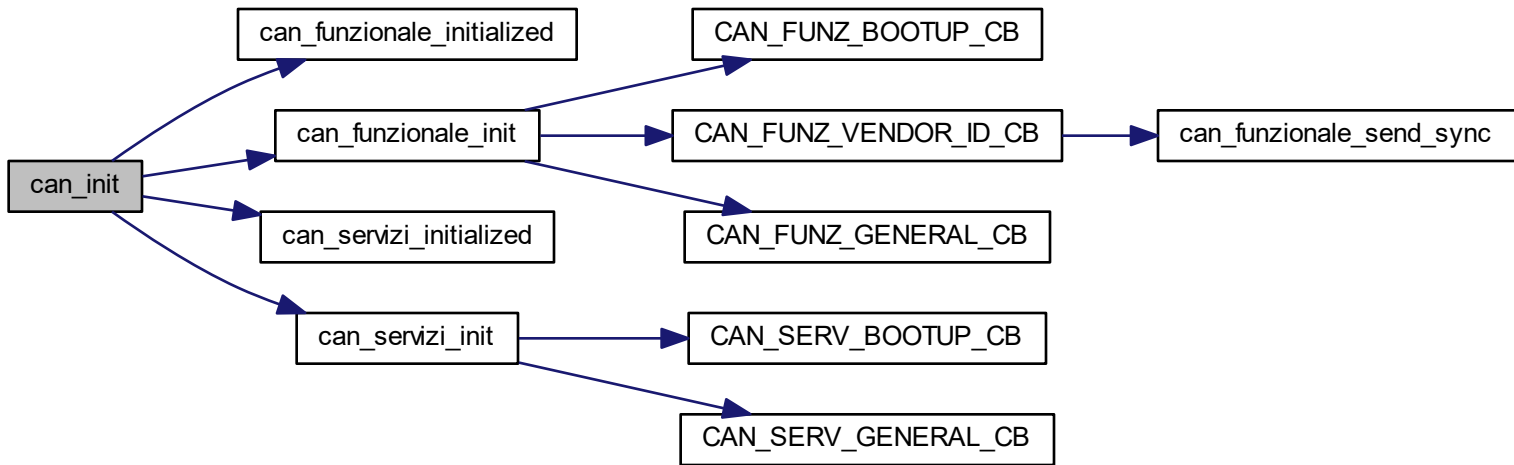 can_init
can_funzionale_initialized
can_funzionale_init
can_servizi_initialized
can_servizi_init
CAN_FUNZ_BOOTUP_CB
CAN_FUNZ_VENDOR_ID_CB
CAN_FUNZ_GENERAL_CB
CAN_SERV_BOOTUP_CB
CAN_SERV_GENERAL_CB
can_funzionale_send_sync